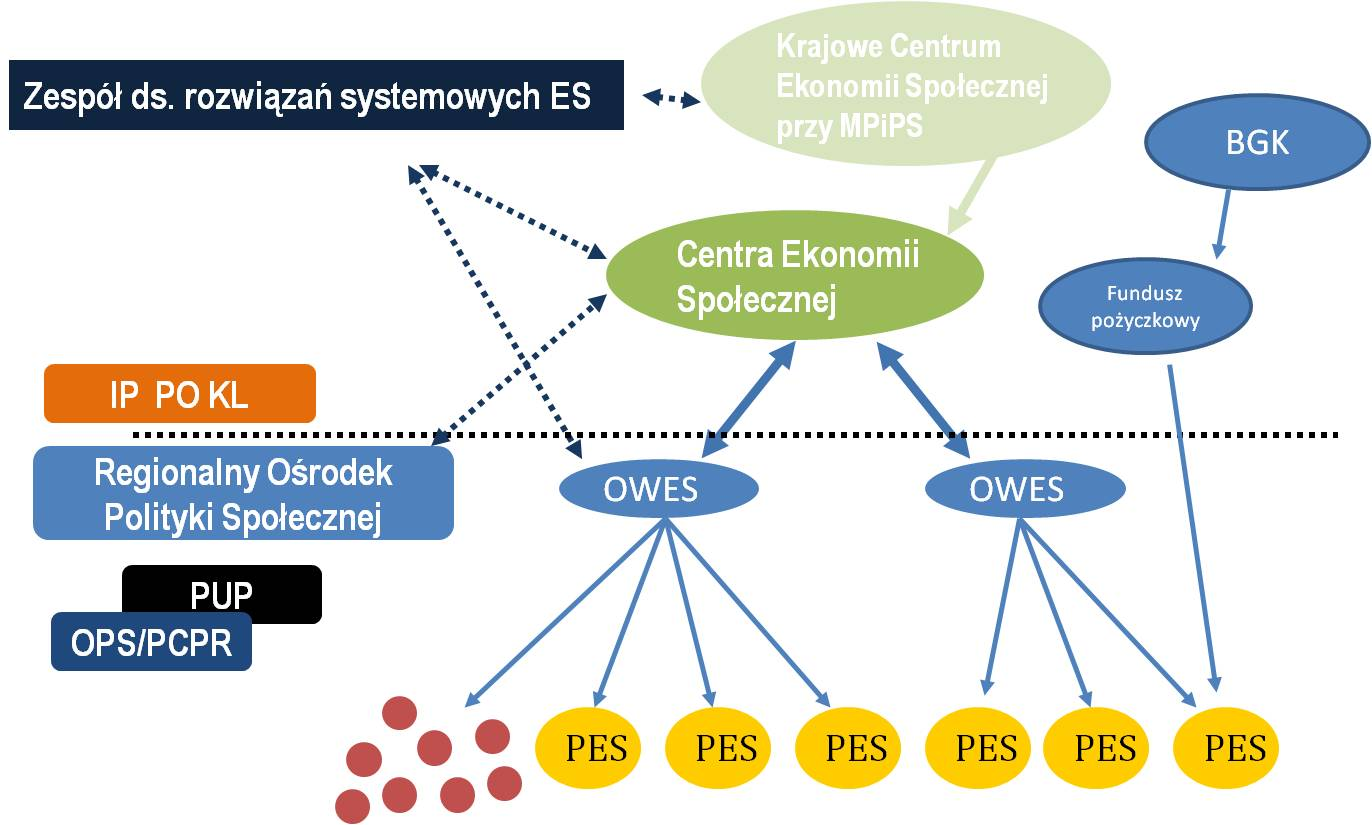 Krajowe Centrum
Ekonomii Społecznej
przy MPiPS
Zespół ds. rozwiązań systemowych ES
BGK
Centra Ekonomii
Społecznej
Fundusz
pożyczkowy
IP PO KL
Regionalny Ośrodek
Polityki Społecznej
OWES
OWES
PUP
OPS/PCPR
PES
PES
PES
PES
PES
PES